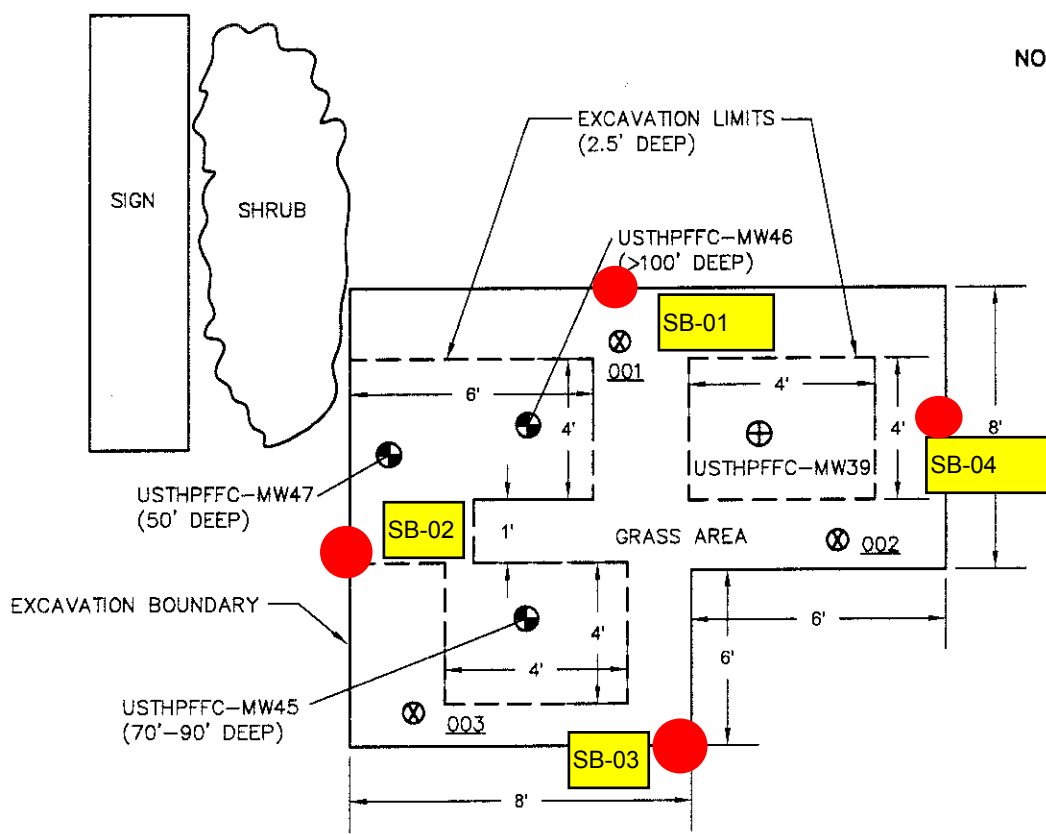 NO
EXCAVATION LIMITS
(2.5' DEEP)
SIGN
SHRUB
USTHPFFC-MW46
(>100' DEEP)
SB-01
001
6'
4'
4'
4'
8'
USTHPFFC-MW39
SB-04
USTHPFFC-MW47
(50' DEEP)
SB-02
1'
GRASS AREA
002
EXCAVATION BOUNDARY
4'
4'
6'
6'
USTHPFFC-MW45
(70'-90' DEEP)
003
SB-03
8'